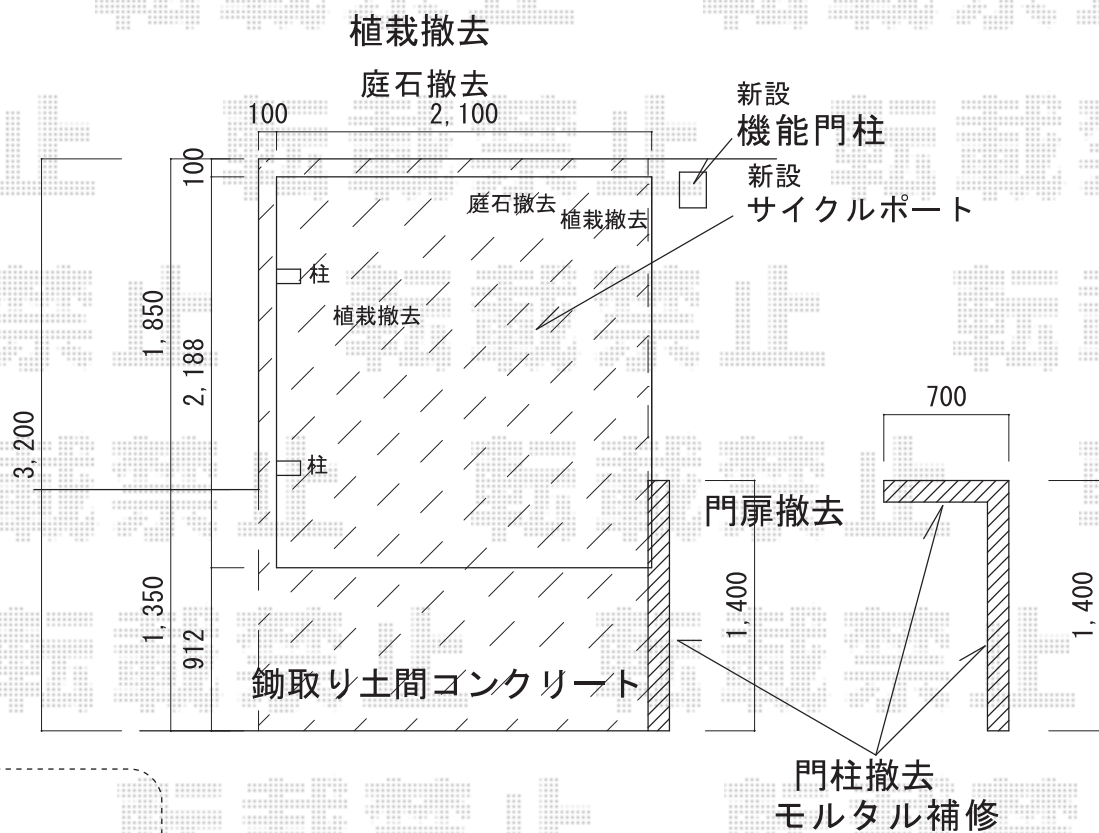 植栽撤去
庭石撤去
100
2,100
新設
機能門柱
新設
サイクルポート
100
庭石撤去
植栽撤去
柱
植栽撤去
1,850
2,188
3,200
柱
700
門扉撤去
1,350
912
1,400
1,400
鋤取り土間コンクリート
門柱撤去
モルタル補修
転載禁止